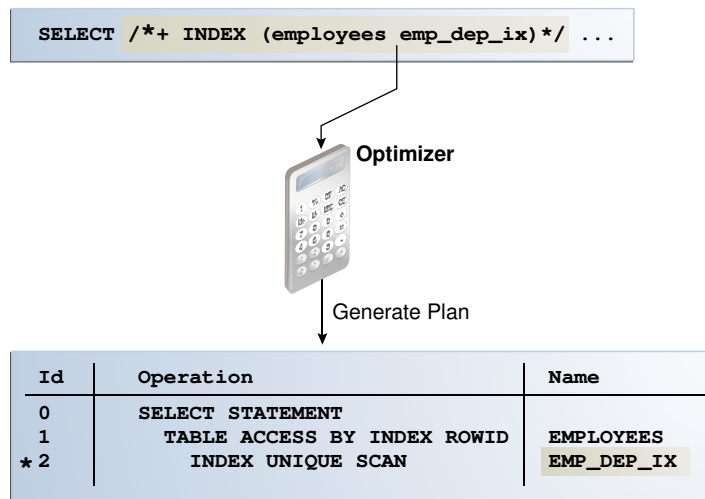 SELECT /*+ INDEX (employees emp_dep_ix)*/ ...
Optimizer
Generate Plan
Id Operation Name
0 SELECT STATEMENT
1 TABLE ACCESS BY INDEX ROWID EMPLOYEES
* 2 INDEX UNIQUE SCAN EMP_DEP_IX